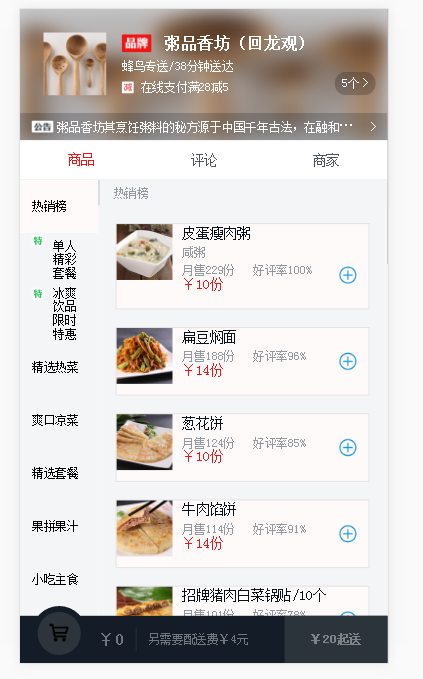 品牌 粥品香坊（回龙观）
蜂鸟专送/38分钟送达
减 在线支付满28减5
5个>
公告 粥品香坊其烹饪粥料的秘方源于中国千年古法，在融和···
商品 评论 商家
热销榜
特 单人
精彩
套餐
特 冰爽
饮品
限时
特惠
精选热菜
爽口凉菜
精选套餐
果拼果汁
小吃主食
热销榜
皮蛋瘦肉粥
咸粥
月售229份 好评率100%
￥10份
扁豆焖面
月售188份 好评率96%
￥14份
葱花饼
月售124份 好评率85%
￥10份
牛肉馅饼
月售114份 好评率91%
￥14份
招牌猪肉白菜锅贴/10个
月售101份 好评率78%
￥0 另需要配送费￥4元 ￥20起送